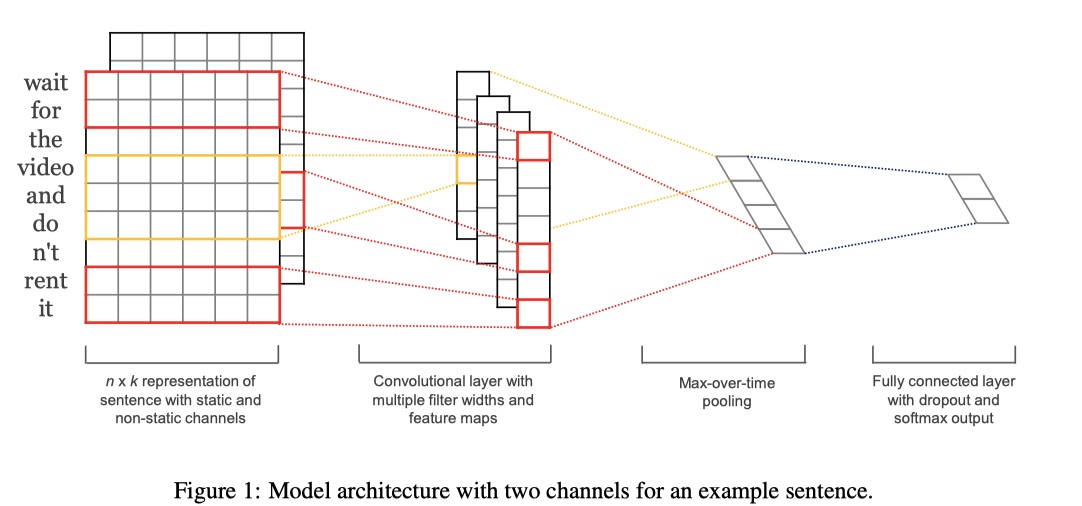 wait
for
the
video
and
do
n't
rent
it
n x k representation of
sentence with static and
non-static channels
Convolutional layer with
multiple filter widths and
feature maps
Max-over-time
pooling
Fully connected layer
with dropout and
softmax output
Figure 1: Model architecture with two channels for an example sentence.